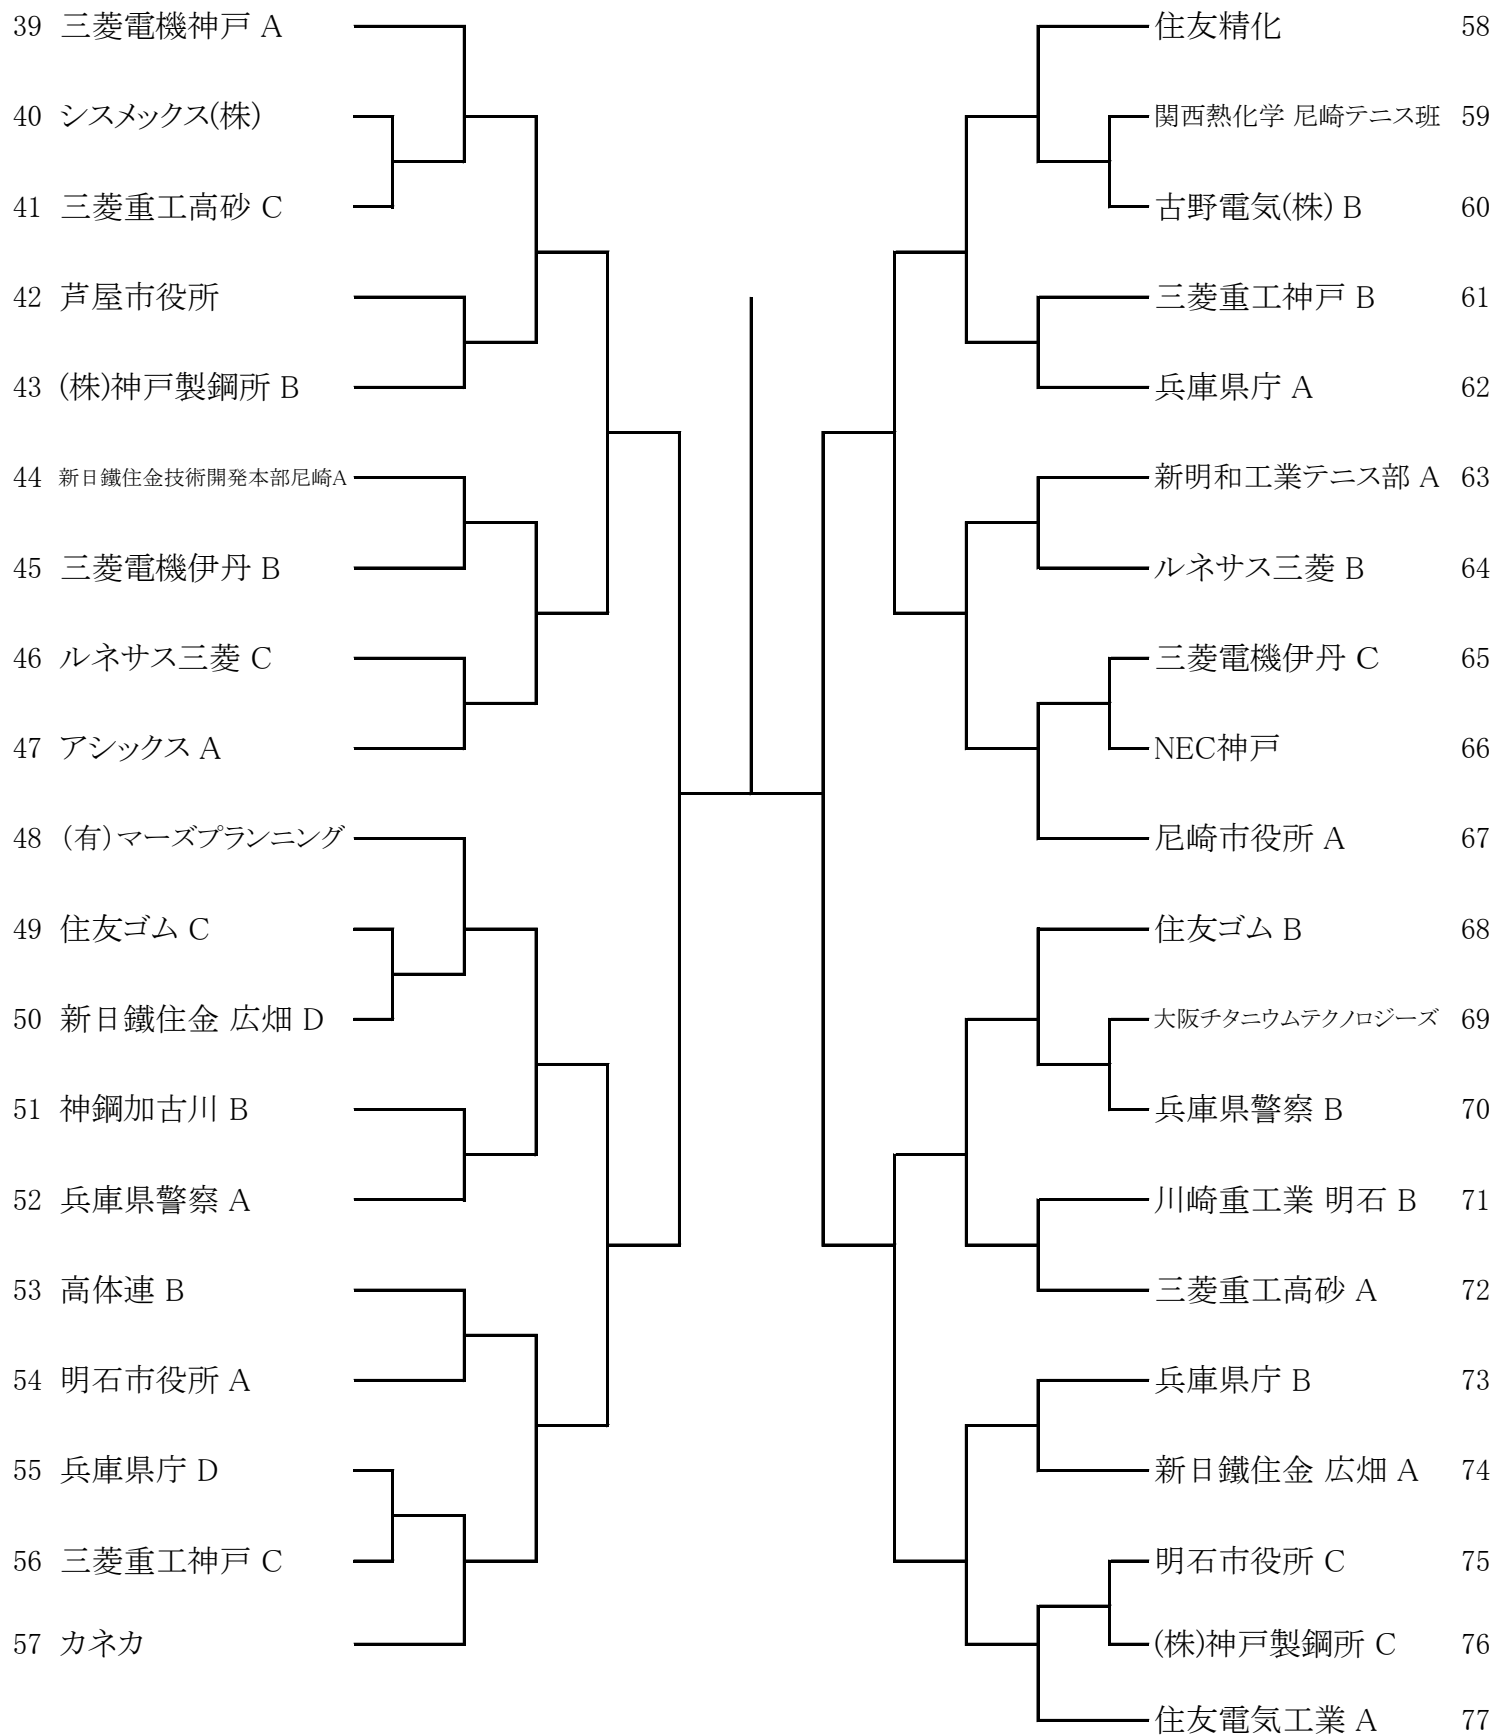 39 三菱電機神戸 A
40 シスメックス(株)
41 三菱重工高砂 C
42 芦屋市役所
43 (株)神戸製鋼所 B
44 新日鐵住金技術開発本部尼崎A
45 三菱電機伊丹 B
46 ルネサス三菱 C
47 アシックス A
48 (有)マーズプランニング
49 住友ゴム C
50 新日鐵住金 広畑 D
51 神鋼加古川 B
52 兵庫県警察 A
53 高体連 B
54 明石市役所 A
55 兵庫県庁 D
56 三菱重工神戸 C
57 カネカ
住友精化 58
関西熱化学 尼崎テニス班 59
古野電気(株) B 60
三菱重工神戸 B 61
兵庫県庁 A 62
新明和工業テニス部 A 63
ルネサス三菱 B 64
三菱電機伊丹 C 65
NEC神戸 66
尼崎市役所 A 67
住友ゴム B 68
大阪チタニウムテクノロジーズ 69
兵庫県警察 B 70
川崎重工業 明石 B 71
三菱重工高砂 A 72
兵庫県庁 B 73
新日鐵住金 広畑 A 74
明石市役所 C 75
(株)神戸製鋼所 C 76
住友電気工業 A 77